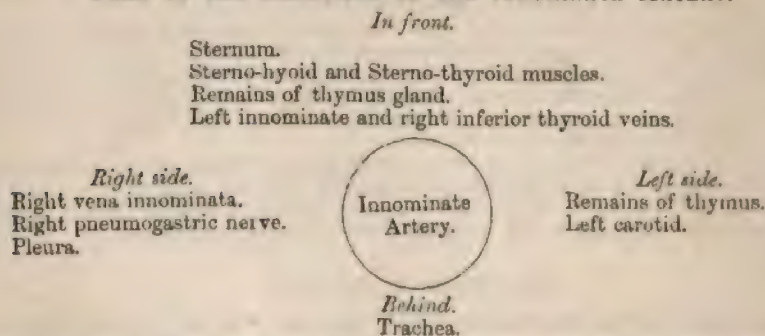 In front.
Sternum.
Sterno-hyoid and Sterno-thyroid muscles.
Remains of thymus gland.
Left innominate and right inferior thyroid veins.
Right side.
Right vena innominata.
Right pneumogastric nerve.
Pleura.
Innominate
Artery.
Left side.
Remains of thymus.
Left carotid.
Behind.
Trachea.